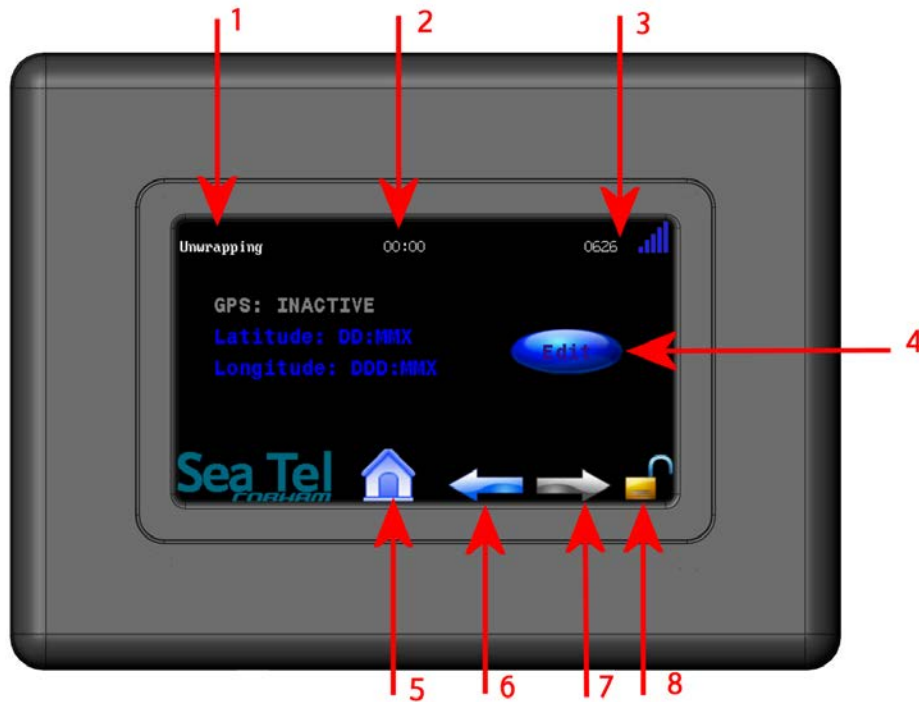 1
2
3
Unwrapping 00:00 0626
GPS: INACTIVE
Latitude: DD:MMX
Edit
4
Longitude: DDD:MMX
Sea Tel
COBHAM
5
6
7
8